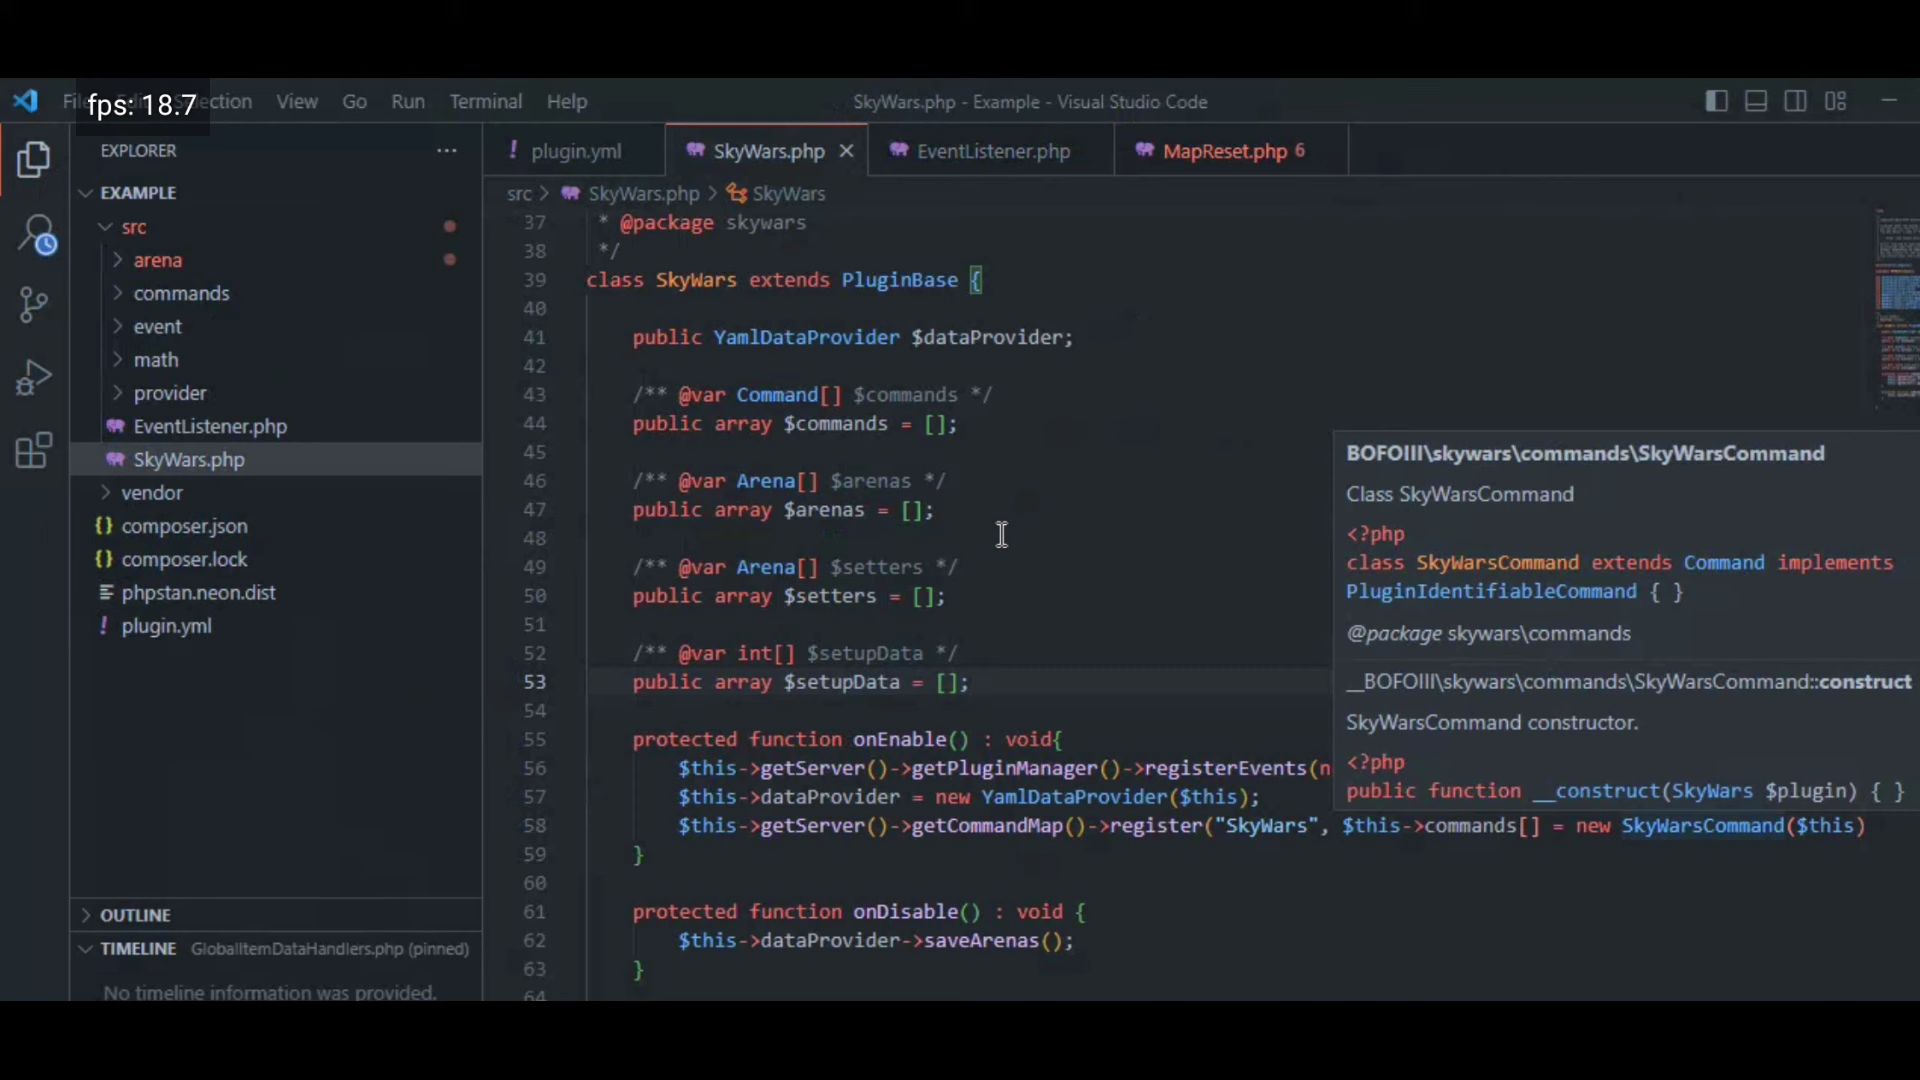 fps: 18.7
View Go Run Terminal Help
SkyWars.php - Example - Visual Studio Code
EXPLORER
EXAMPLE
src
arena
commands
event
math
provider
EventListener.php
SkyWars.php
vendor
composer.json
composer.lock
phpstan.neon.dist
plugin.yml
OUTLINE
TIMELINE GlobalItemDataHandlers.php (pinned)
No timeline information was provided.
plugin.yml SkyWars.php EventListener.php MapReset.php 6
src > SkyWars.php > SkyWars
37 * @package skywars
38 */
39 class SkyWars extends PluginBase {
40
41 public YamlDataProvider $dataProvider;
42
43 /** @var Command[] $commands */
44 public array $commands = [];
45
46 /** @var Arena[] $arenas */
47 public array $arenas = [];
48
49 /** @var Arena[] $setters */
50 public array $setters = [];
51
52 /** @var int[] $setupData */
53 public array $setupData = [];
54
55 protected function onEnable() : void{
56 $this->getServer()->getPluginManager()->registerEvents(n
57 $this->dataProvider = new YamlDataProvider($this);
58 $this->getServer()->getCommandMap()->register("SkyWars", $this->commands[] = new SkyWarsCommand($this)
59 }
60
61 protected function onDisable() : void {
62 $this->dataProvider->saveArenas();
63 }
64
BOFOIII\skywars\commands\SkyWarsCommand
Class SkyWarsCommand
<?php
class SkyWarsCommand extends Command implements
PluginIdentifiableCommand { }
@package skywars\commands
__BOFOIII\skywars\commands\SkyWarsCommand::construct
SkyWarsCommand constructor.
<?php
public function __construct(SkyWars $plugin) { }